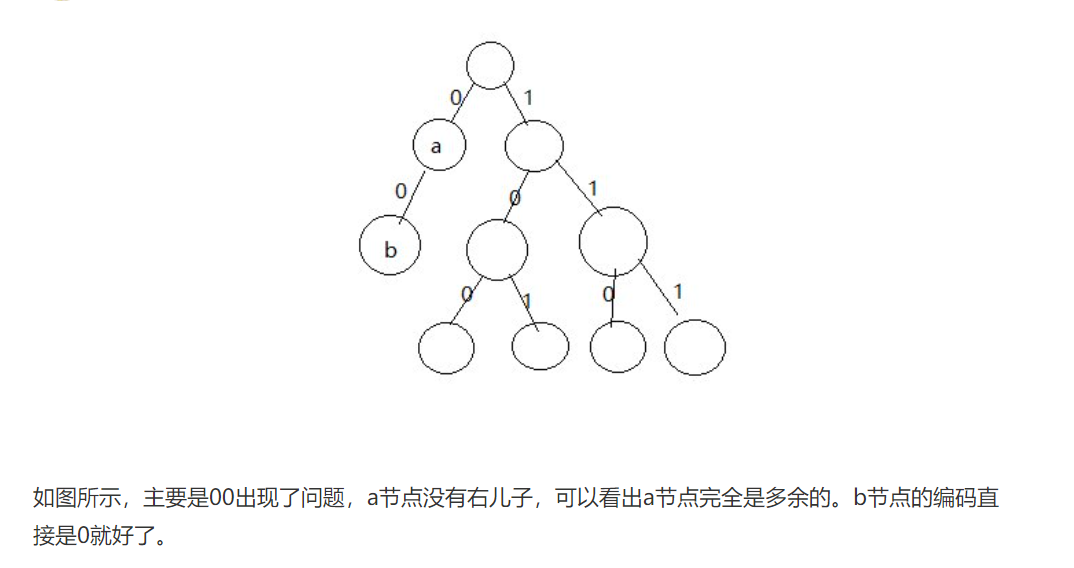 0 1
a
0 0 1
b
0 1 0 1
如图所示，主要是00出现了问题，a节点没有右儿子，可以看出a节点完全是多余的。b节点的编码直
接是0就好了。